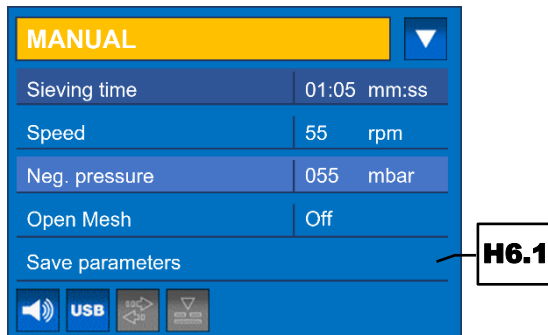 MANUAL
Sieving time 01:05 mm:ss
Speed 55 rpm
Neg. pressure 055 mbar
Open Mesh Off
Save parameters
H6.1
USB